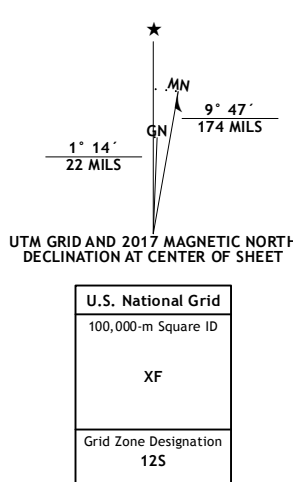 ★
MN
GN
9° 47´
174 MILS
1° 14´
22 MILS
UTM GRID AND 2017 MAGNETIC NORTH
DECLINATION AT CENTER OF SHEET
U.S. National Grid
100,000-m Square ID
XF
Grid Zone Designation
12S